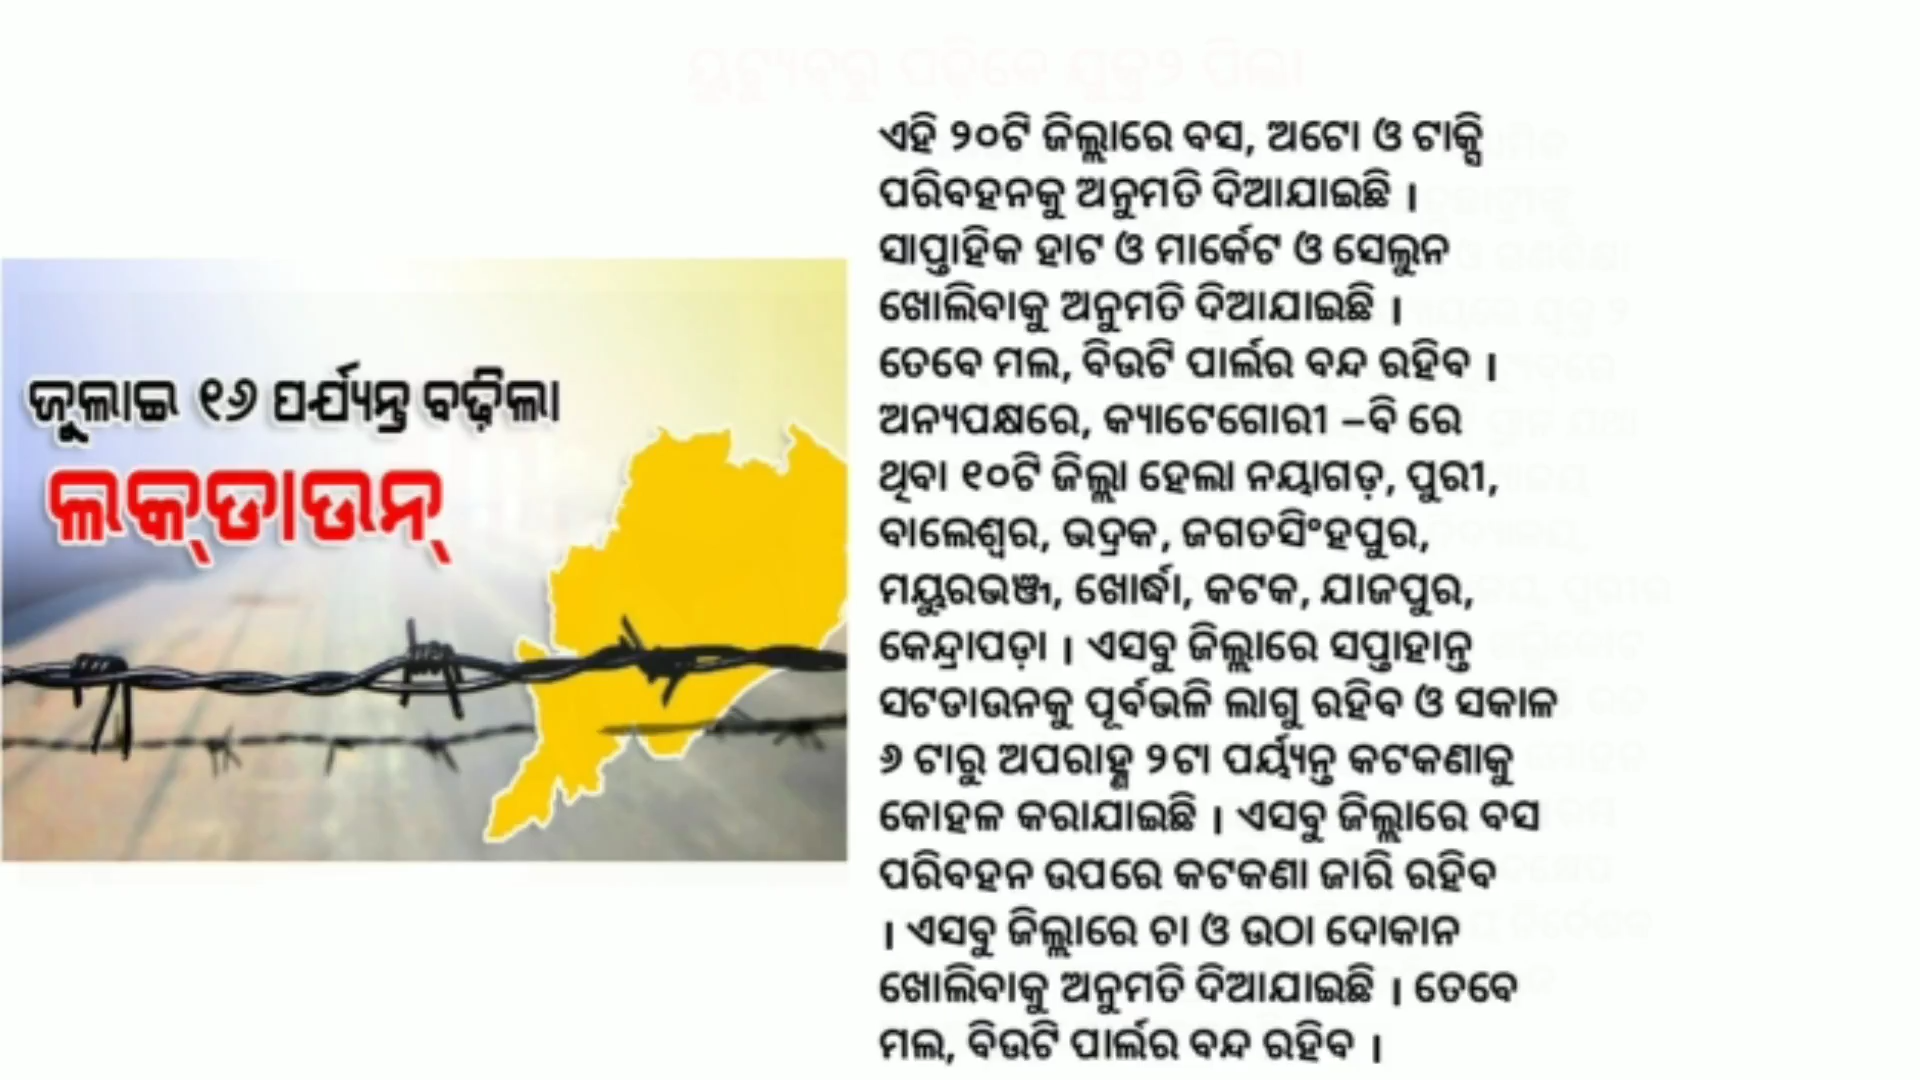 ଜୁଲାଇ ୧୬ ପର୍ଯ୍ୟନ୍ତ ବଢ଼ିଲା
ଲକ୍‌ଡାଉନ୍
ଏହି ୨୦ଟି ଜିଲ୍ଲାରେ ବସ, ଅଟୋ ଓ ଟାକ୍ସି
ପରିବହନକୁ ଅନୁମତି ଦିଆଯାଇଛି ।
ସାପ୍ତାହିକ ହାଟ ଓ ମାର୍କେଟ ଓ ସେଲୁନ
ଖୋଲିବାକୁ ଅନୁମତି ଦିଆଯାଇଛି ।
ତେବେ ମଲ, ବିଉଟି ପାର୍ଲର ବନ୍ଦ ରହିବ ।
ଅନ୍ୟପକ୍ଷରେ, କ୍ୟାଟେଗୋରୀ –ବି ରେ
ଥିବା ୧୦ଟି ଜିଲ୍ଲା ହେଲା ନୟାଗଡ଼, ପୁରୀ,
ବାଲେଶ୍ୱର, ଭଦ୍ରକ, ଜଗତସିଂହପୁର,
ମୟୁରଭଞ୍ଜ, ଖୋର୍ଦ୍ଧା, କଟକ, ଯାଜପୁର,
କେନ୍ଦ୍ରାପଡ଼ା । ଏସବୁ ଜିଲ୍ଲାରେ ସପ୍ତାହାନ୍ତ
ସଟଡାଉନକୁ ପୂର୍ବଭଳି ଲାଗୁ ରହିବ ଓ ସକାଳ
୬ ଟାରୁ ଅପରାହ୍ଣ ୨ଟା ପର୍ଯ୍ୟନ୍ତ କଟକଣାକୁ
କୋହଳ କରାଯାଇଛି । ଏସବୁ ଜିଲ୍ଲାରେ ବସ
ପରିବହନ ଉପରେ କଟକଣା ଜାରି ରହିବ
। ଏସବୁ ଜିଲ୍ଲାରେ ଚା ଓ ଉଠା ଦୋକାନ
ଖୋଲିବାକୁ ଅନୁମତି ଦିଆଯାଇଛି । ତେବେ
ମଲ, ବିଉଟି ପାର୍ଲର ବନ୍ଦ ରହିବ ।